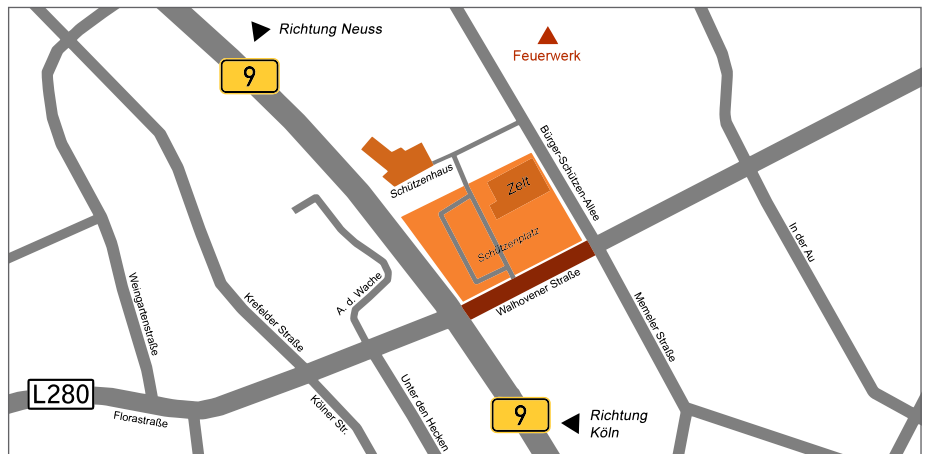 Richtung Neuss
Feuerwerk
9
Bürger-Schützen-Allee
Schützenhaus
Zelt
Schützenplatz
In der Au
A. d. Wache
Walhovener Straße
Weingartenstraße
Krefelder Straße
Memeler Straße
L280
Florastraße
Kölner Str.
Unter den Hecken
9
Richtung
Köln